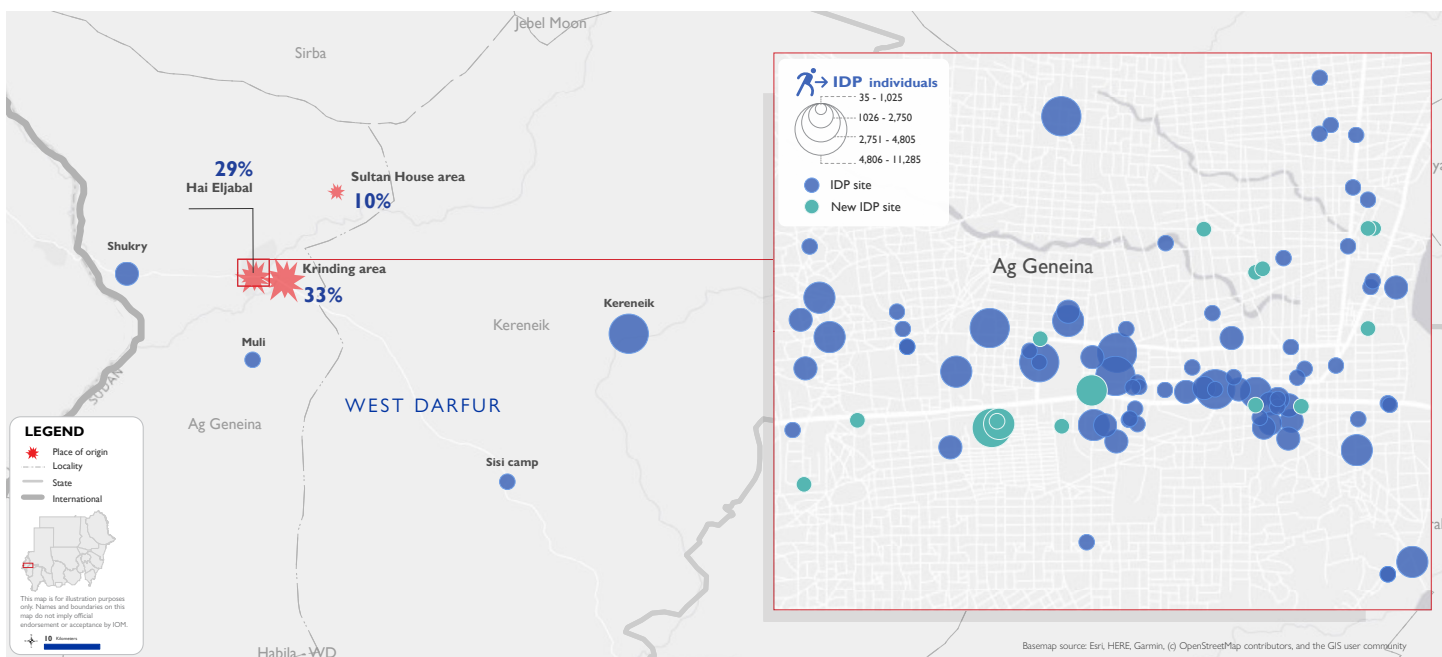 Jebel Moon
Sirba
29%
Hai Eljabal
Sultan House area
10%
Shukry
Krinding area
33%
Kereneik
Kereneik
Muli
WEST DARFUR
SUDAN
Ag Geneina
Sisi camp
Habila - WD
LEGEND
Place of origin
Locality
State
International
This map is for illustration purposes
only. Names and boundaries on this
map do not imply official
endorsement or acceptance by IOM.
10 Kilometers
IDP individuals
35 - 1,025
1026 - 2,750
2,751 - 4,805
4,806 - 11,285
IDP site
New IDP site
Ag Geneina
Basemap source: Esri, HERE, Garmin, (c) OpenStreetMap contributors, and the GIS user community